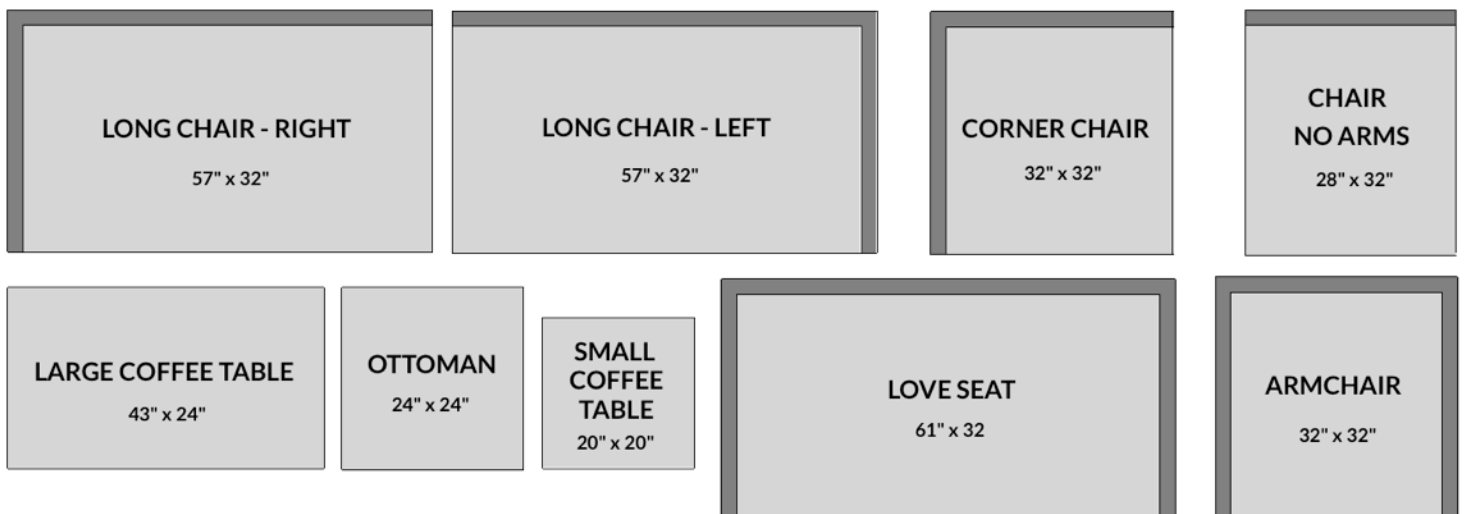 LONG CHAIR - RIGHT
57" x 32"
LONG CHAIR - LEFT
57" x 32"
CORNER CHAIR
32" x 32"
CHAIR
NO ARMS
28" x 32"
LARGE COFFEE TABLE
43" x 24"
OTTOMAN
24" x 24"
SMALL
COFFEE
TABLE
20" x 20"
LOVE SEAT
61" x 32
ARMCHAIR
32" x 32"